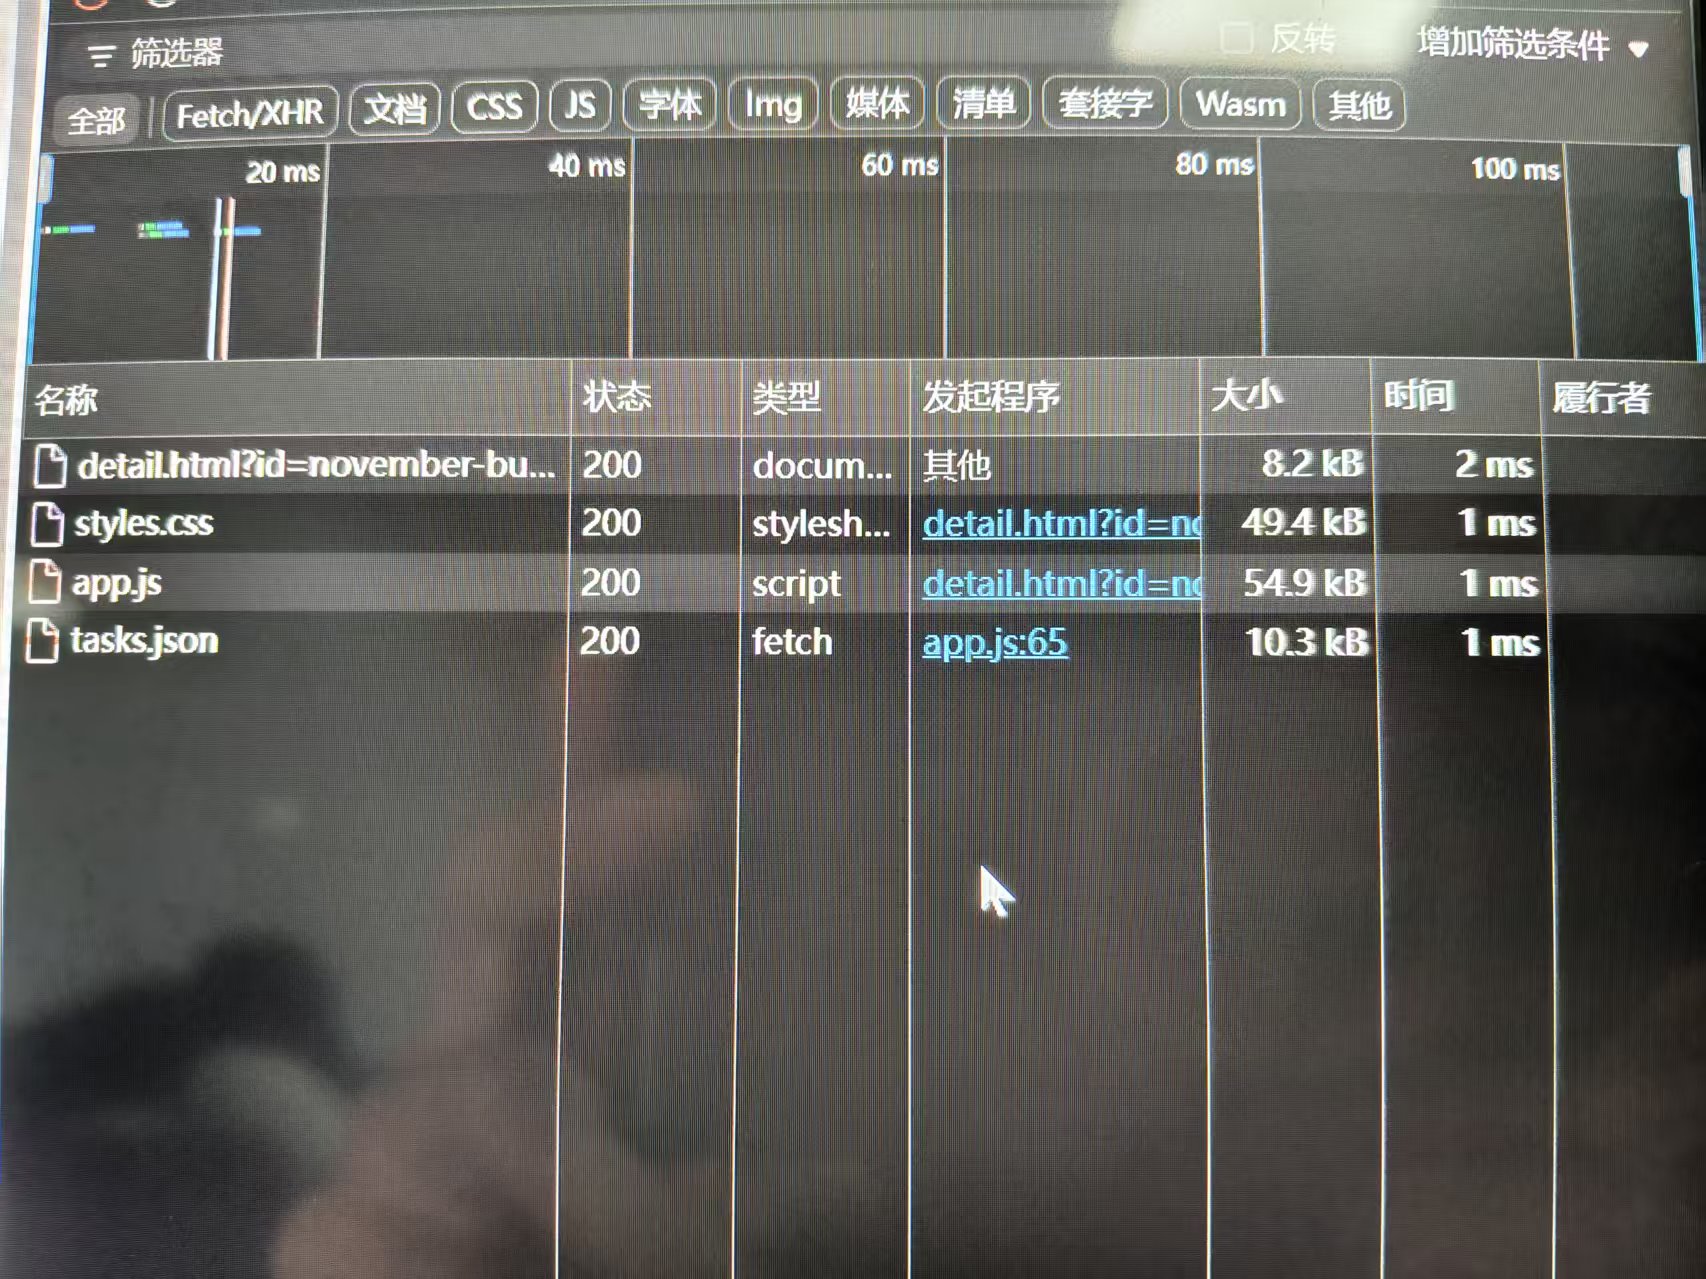 筛选器 反转 增加筛选条件
全部 Fetch/XHR 文档 CSS JS 字体 Img 媒体 清单 套接字 Wasm 其他
20 ms 40 ms 60 ms 80 ms 100 ms
名称 状态 类型 发起程序 大小 时间 履行者
detail.html?id=november-bu... 200 docum... 其他 8.2 kB 2 ms
styles.css 200 stylesh... detail.html?id=no 49.4 kB 1 ms
app.js 200 script detail.html?id=no 54.9 kB 1 ms
tasks.json 200 fetch app.js:65 10.3 kB 1 ms